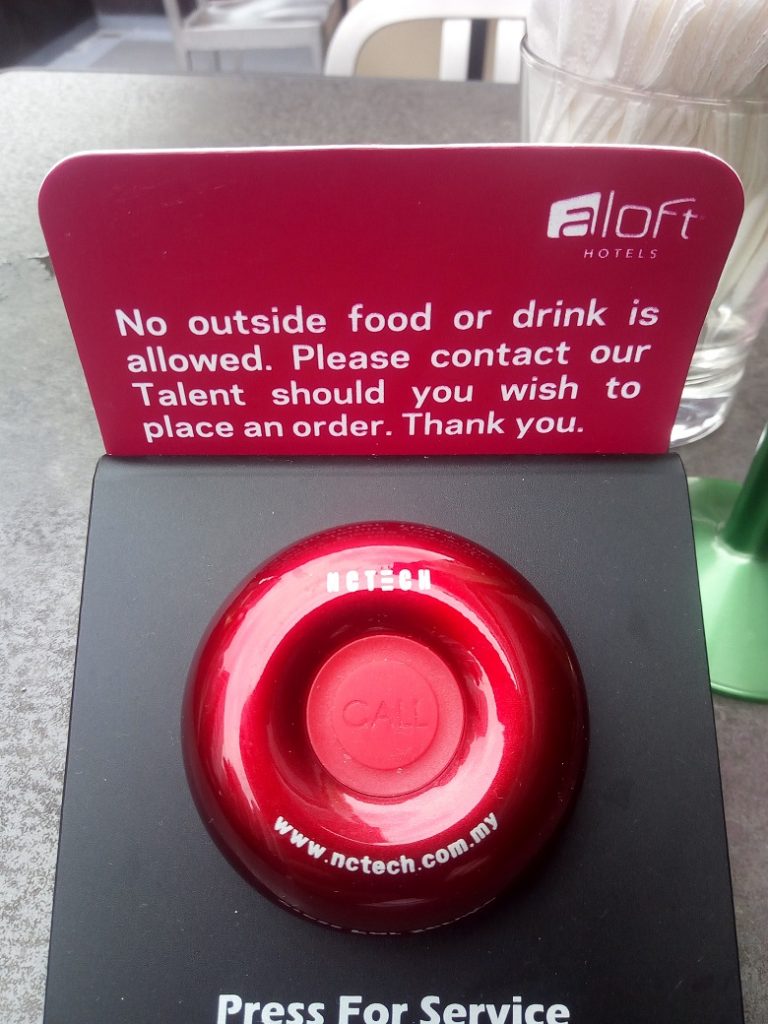 aloft
HOTELS
No outside food or drink is
allowed. Please contact our
Talent should you wish to
place an order. Thank you.
NCTECH
CALL
www.nctech.com.my
Press For Service